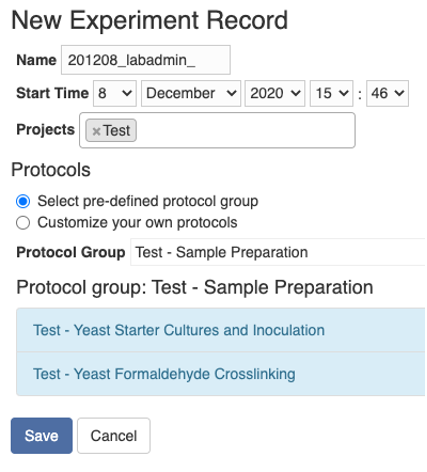 New Experiment Record
Name 201208_labadmin_
Start Time 8 December 2020 15 : 46
Projects ×Test
Protocols
Select pre-defined protocol group
Customize your own protocols
Protocol Group Test - Sample Preparation
Protocol group: Test - Sample Preparation
Test - Yeast Starter Cultures and Inoculation
Test - Yeast Formaldehyde Crosslinking
Save Cancel